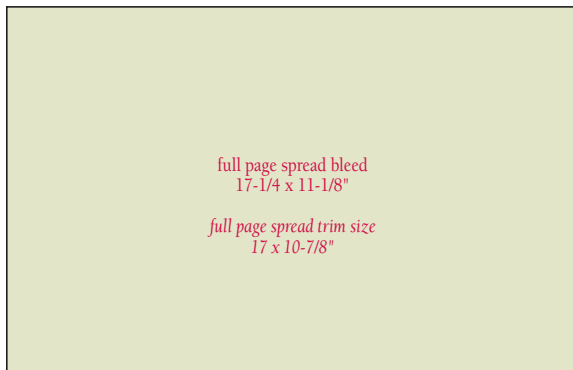 full page spread bleed
17-1/4 x 11-1/8"
full page spread trim size
17 x 10-7/8"